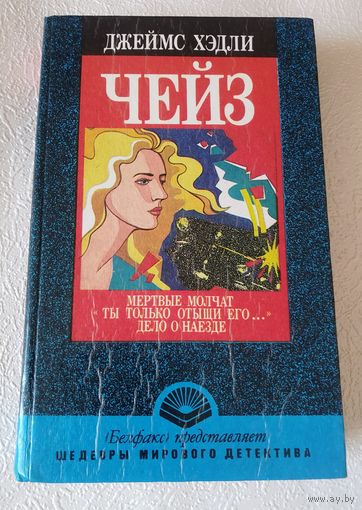 ДЖЕЙМС ХЭДЛИ
ЧЕЙЗ
МЕРТВЫЕ МОЛЧАТ
«ТЫ ТОЛЬКО ОТЫЩИ ЕГО...»
ДЕЛО О НАЕЗДЕ
(Белфакс) представляет
ШЕДЕВРЫ МИРОВОГО ДЕТЕКТИВА
www.ay.by